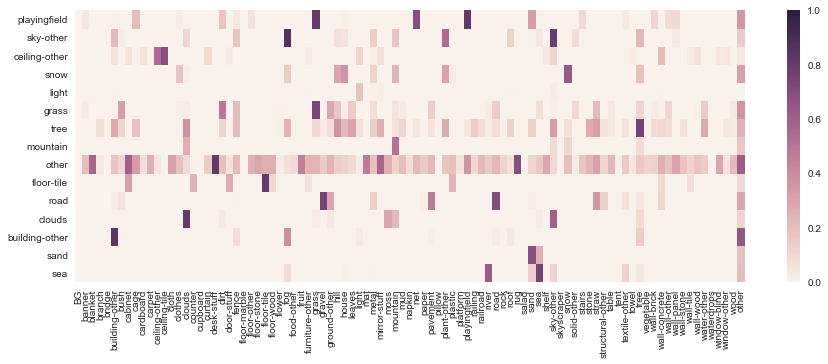 playingfield
sky-other
ceiling-other
snow
light
grass
tree
mountain
other
floor-tile
road
clouds
building-other
sand
sea
BG
banner
blanket
branch
bridge
building-other
bush
cabinet
cage
cardboard
carpet
ceiling-other
ceiling-tile
cloth
clothes
clouds
counter
cupboard
curtain
desk-stuff
dirt
door-stuff
fence
floor-marble
floor-other
floor-stone
floor-tile
floor-wood
flower
food-other
fruit
furniture-other
grass
gravel
ground-other
hill
house
leaves
light
mat
metal
mirror-stuff
moss
mountain
mud
napkin
net
paper
pavement
pillow
plant-other
plastic
platform
playingfield
railing
railroad
river
road
rock
roof
rug
salad
sand
sea
shelf
sky-other
skyscraper
snow
solid-other
stairs
stone
straw
structural-other
table
tent
textile-other
towel
tree
vegetable
wall-brick
wall-concrete
wall-other
wall-panel
wall-stone
wall-tile
wall-wood
water-other
waterdrops
window-blind
window-other
wood
other
1.0
0.8
0.6
0.4
0.2
0.0